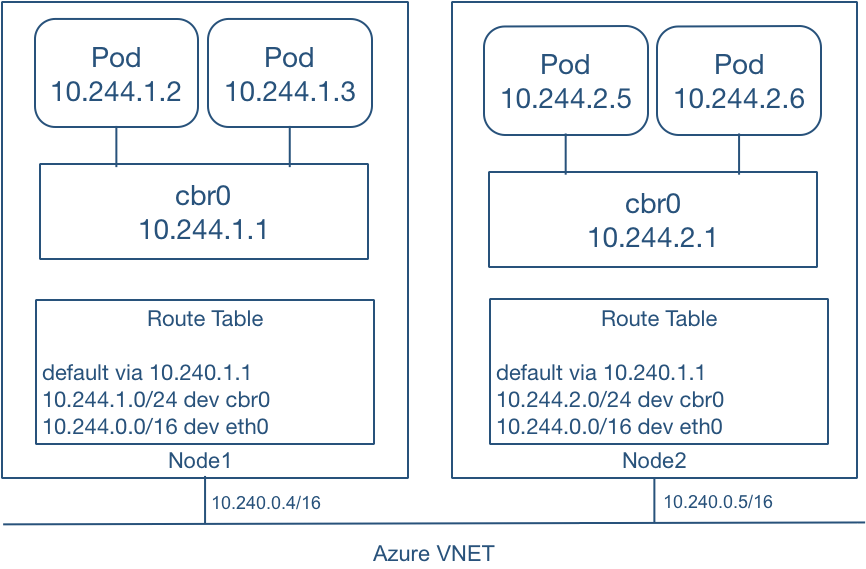 Pod
10.244.1.2
Pod
10.244.1.3
cbr0
10.244.1.1
Route Table
default via 10.240.1.1
10.244.1.0/24 dev cbr0
10.244.0.0/16 dev eth0
Node1
10.240.0.4/16
Pod
10.244.2.5
Pod
10.244.2.6
cbr0
10.244.2.1
Route Table
default via 10.240.1.1
10.244.2.0/24 dev cbr0
10.244.0.0/16 dev eth0
Node2
10.240.0.5/16
Azure VNET